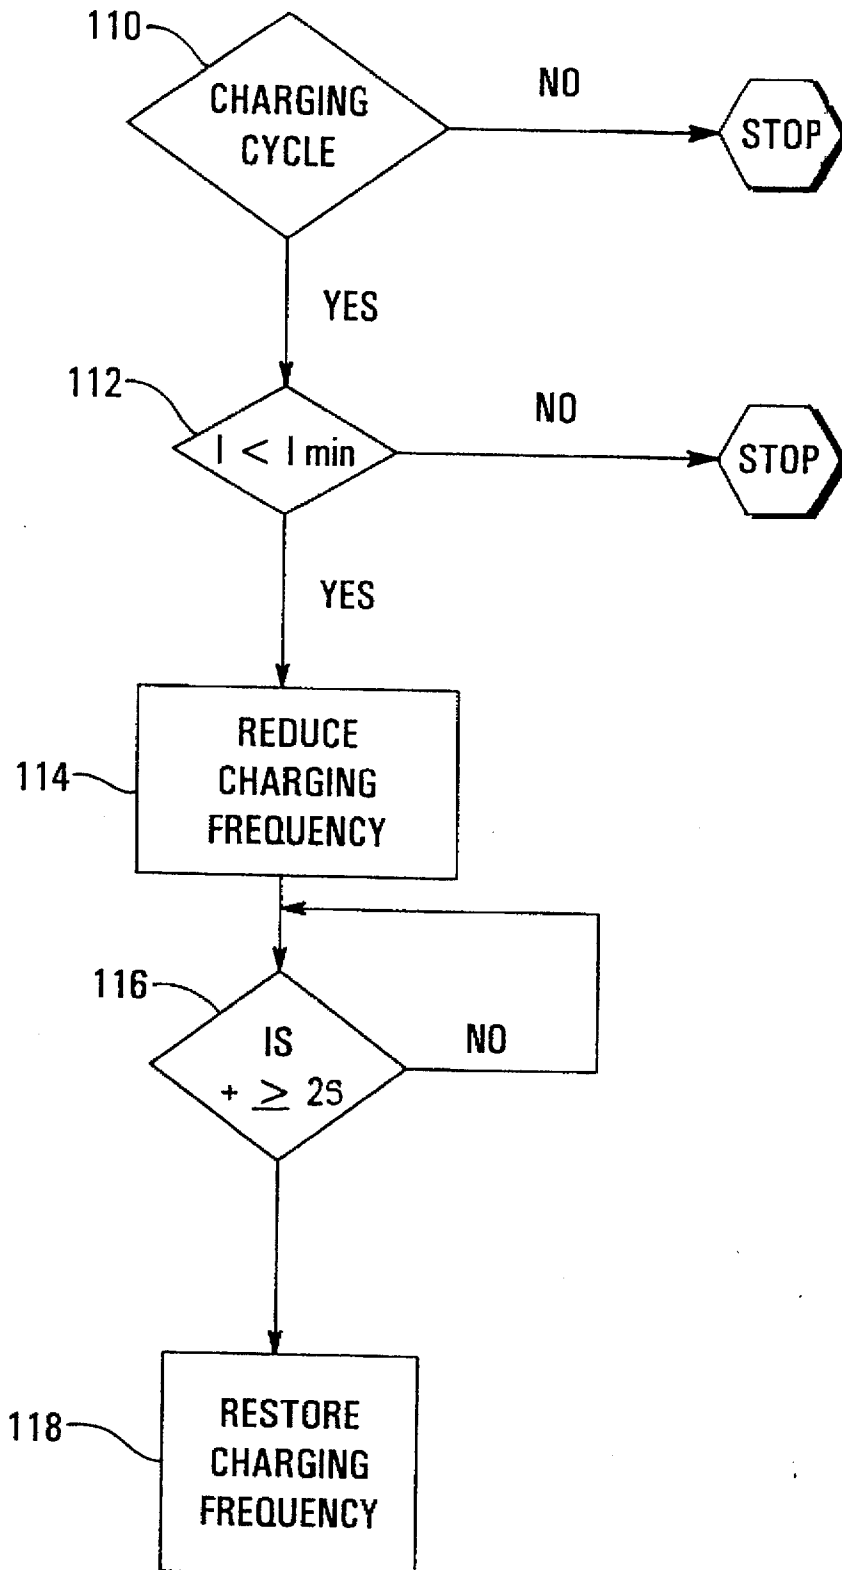 110
CHARGING
CYCLE
NO
STOP
YES
112
I < I min
NO
STOP
YES
114
REDUCE
CHARGING
FREQUENCY
116
IS
+ ≥ 2S
NO
118
RESTORE
CHARGING
FREQUENCY